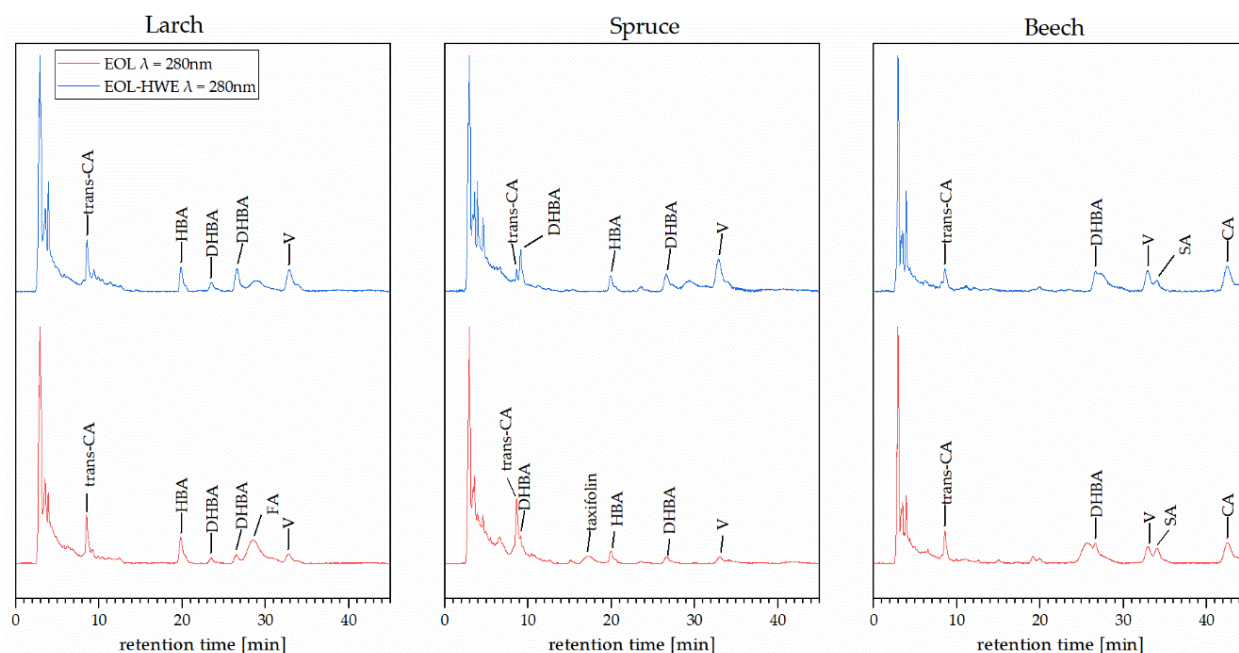 Larch
Spruce
Beech
EOL λ = 280nm
EOL-HWE λ = 280nm
trans-CA
HBA
DHBA
DHBA
V
trans-CA
DHBA
HBA
DHBA
V
trans-CA
DHBA
V
SA
CA
trans-CA
HBA
DHBA
DHBA
FA
V
trans-CA
DHBA
taxifolin
HBA
DHBA
V
trans-CA
DHBA
V
SA
CA
0 10 20 30 40
0 10 20 30 40
0 10 20 30 40
retention time [min]
retention time [min]
retention time [min]